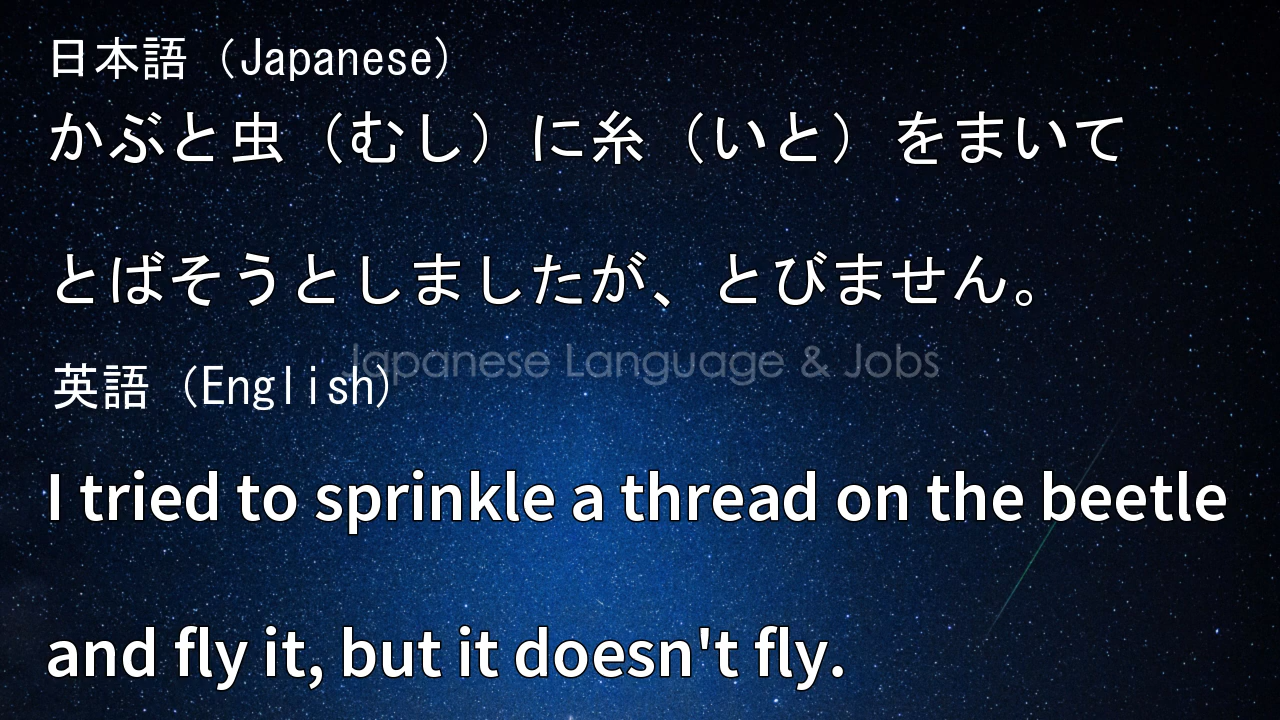 日本語（Japanese）
かぶと虫（むし）に糸（いと）をまいて
とばそうとしましたが、とびません。
Japanese Language & Jobs
英語（English）
I tried to sprinkle a thread on the beetle
and fly it, but it doesn't fly.